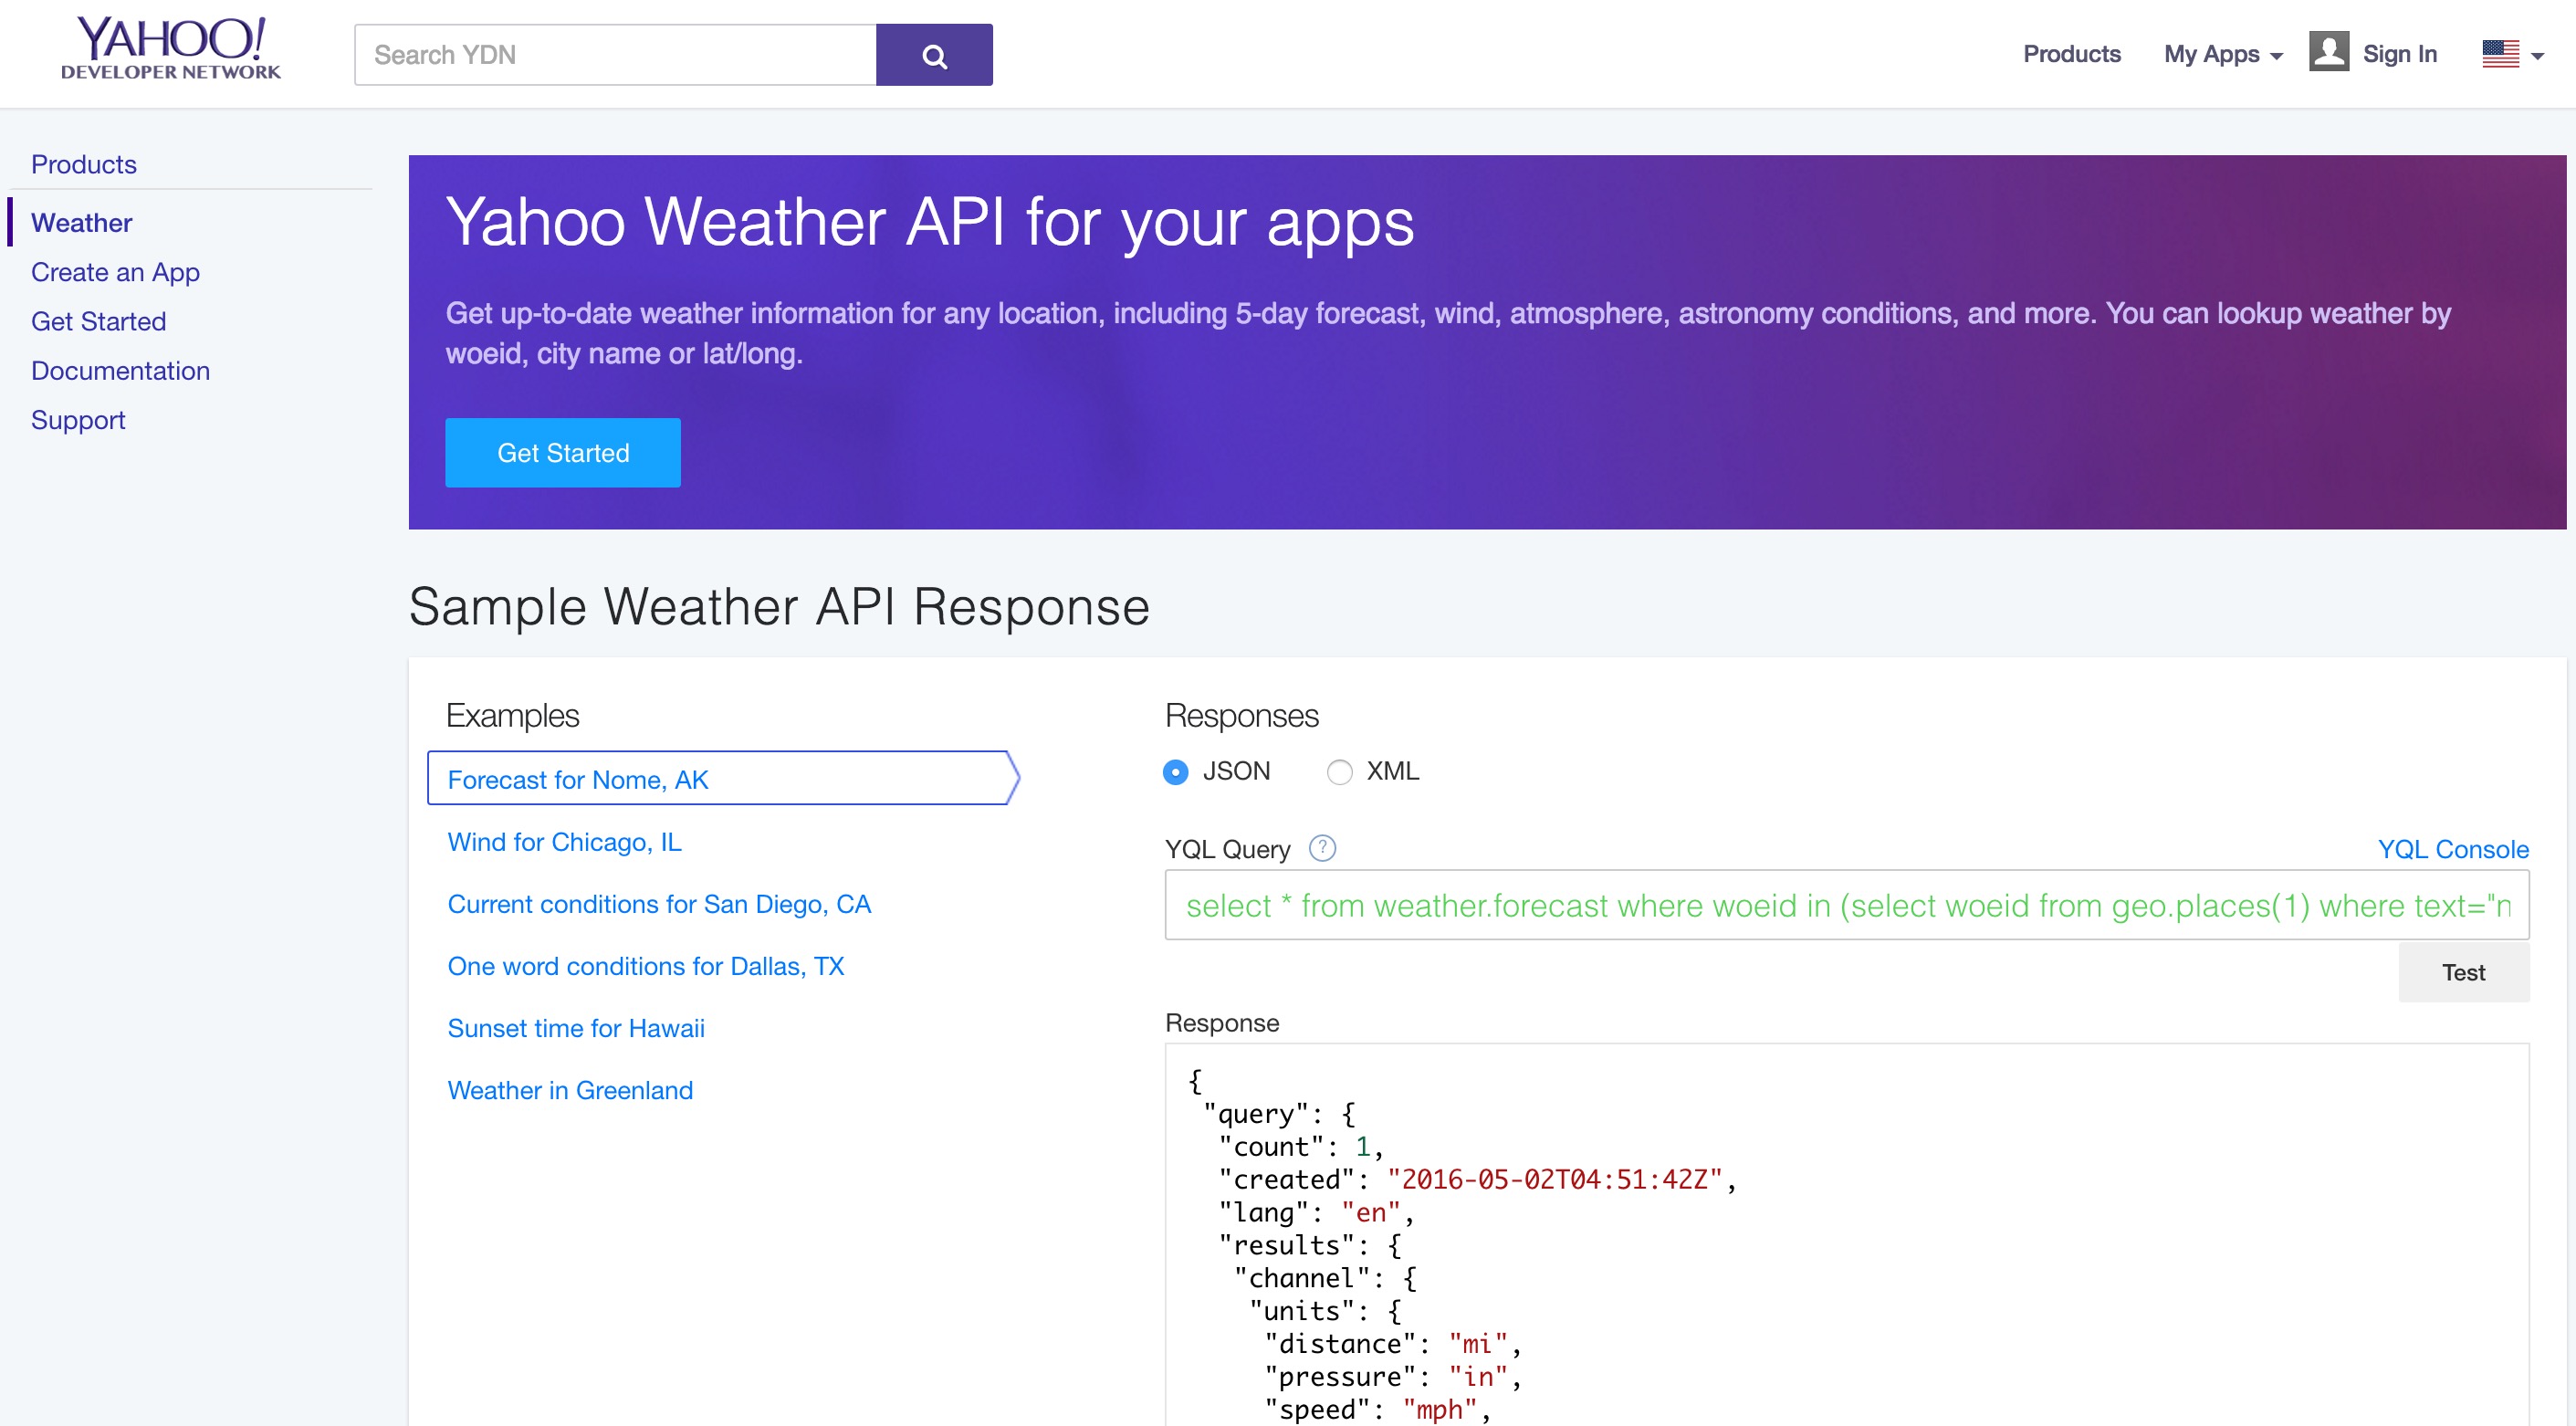 YAHOO!
DEVELOPER NETWORK
Search YDN
Products
My Apps
Sign In
Products
Weather
Create an App
Get Started
Documentation
Support
Yahoo Weather API for your apps
Get up-to-date weather information for any location, including 5-day forecast, wind, atmosphere, astronomy conditions, and more. You can lookup weather by
woeid, city name or lat/long.
Get Started
Sample Weather API Response
Examples
Forecast for Nome, AK
Wind for Chicago, IL
Current conditions for San Diego, CA
One word conditions for Dallas, TX
Sunset time for Hawaii
Weather in Greenland
Responses
JSON
XML
YQL Query ?
YQL Console
select * from weather.forecast where woeid in (select woeid from geo.places(1) where text="n
Test
Response
{
"query": {
"count": 1,
"created": "2016-05-02T04:51:42Z",
"lang": "en",
"results": {
"channel": {
"units": {
"distance": "mi",
"pressure": "in",
"speed": "mph",